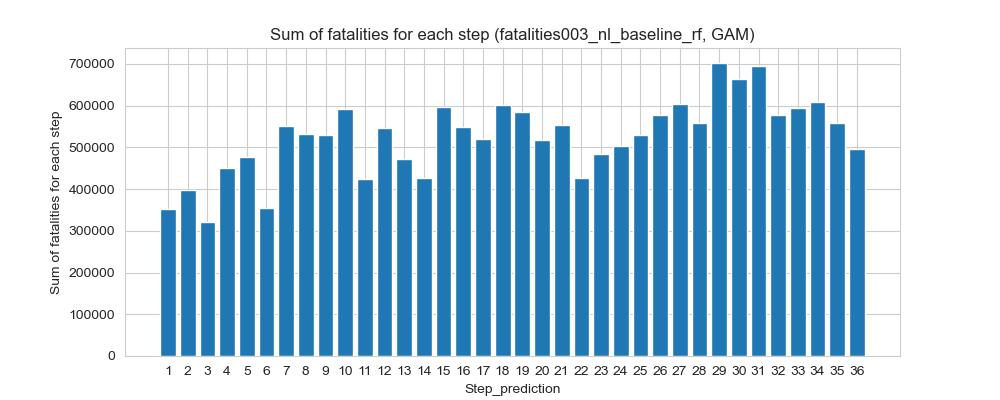 Sum of fatalities for each step (fatalities003_nl_baseline_rf, GAM)
Sum of fatalities for each step
700000
600000
500000
400000
300000
200000
100000
0
1 2 3 4 5 6 7 8 9 10 11 12 13 14 15 16 17 18 19 20 21 22 23 24 25 26 27 28 29 30 31 32 33 34 35 36
Step_prediction